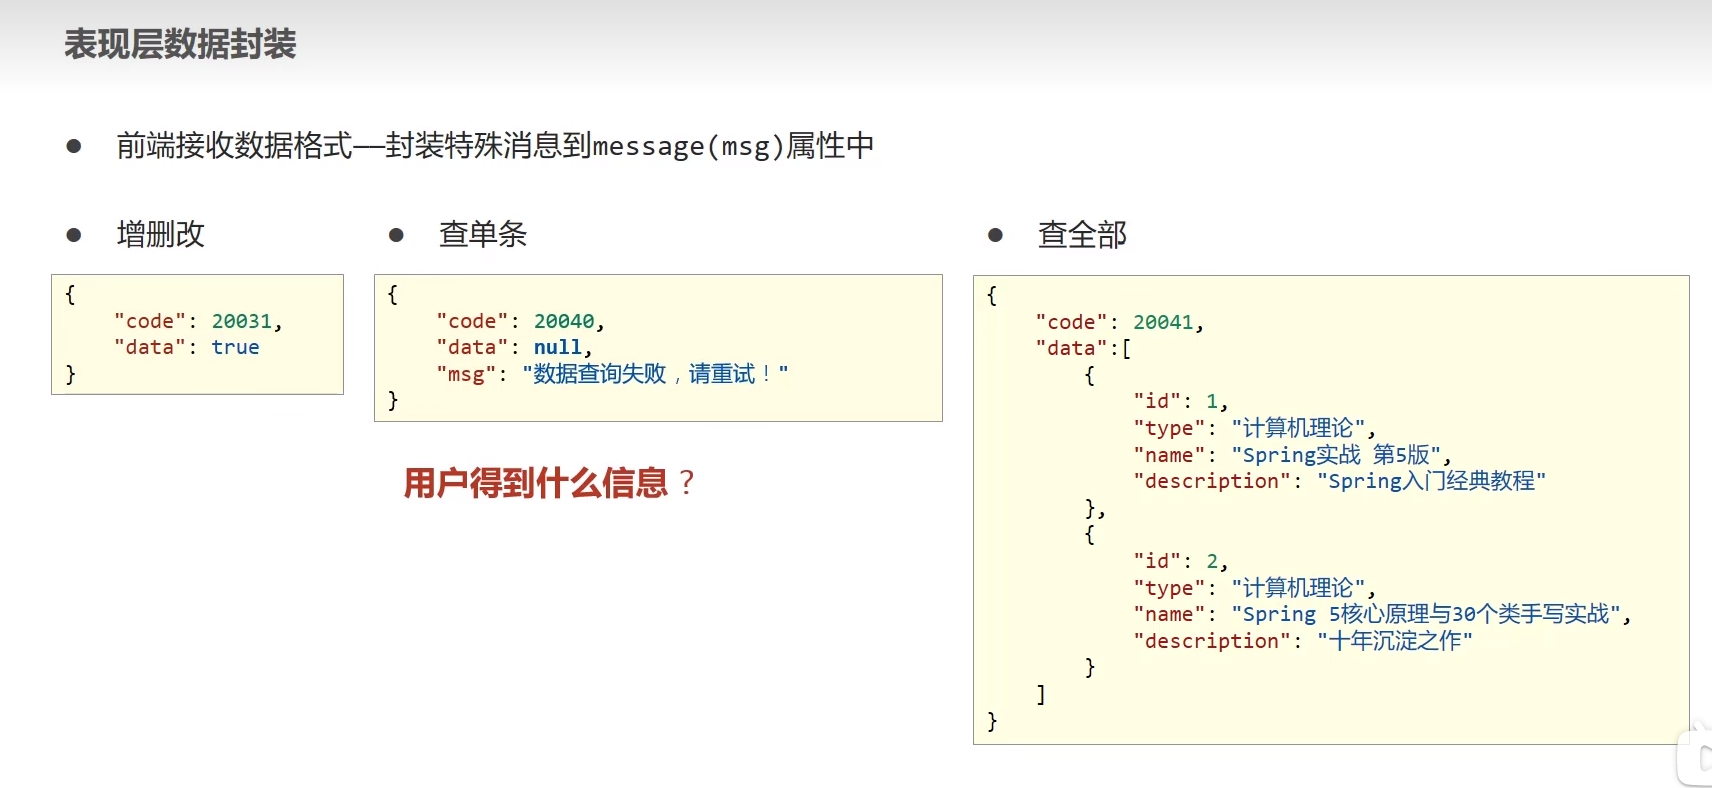 表现层数据封装
● 前端接收数据格式—封装特殊消息到message(msg)属性中
● 增删改
{
"code": 20031,
"data": true
}
● 查单条
{
"code": 20040,
"data": null,
"msg": "数据查询失败，请重试！"
}
用户得到什么信息？
● 查全部
{
"code": 20041,
"data":[
{
"id": 1,
"type": "计算机理论",
"name": "Spring实战 第5版",
"description": "Spring入门经典教程"
},
{
"id": 2,
"type": "计算机理论",
"name": "Spring 5核心原理与30个类手写实战",
"description": "十年沉淀之作"
}
]
}